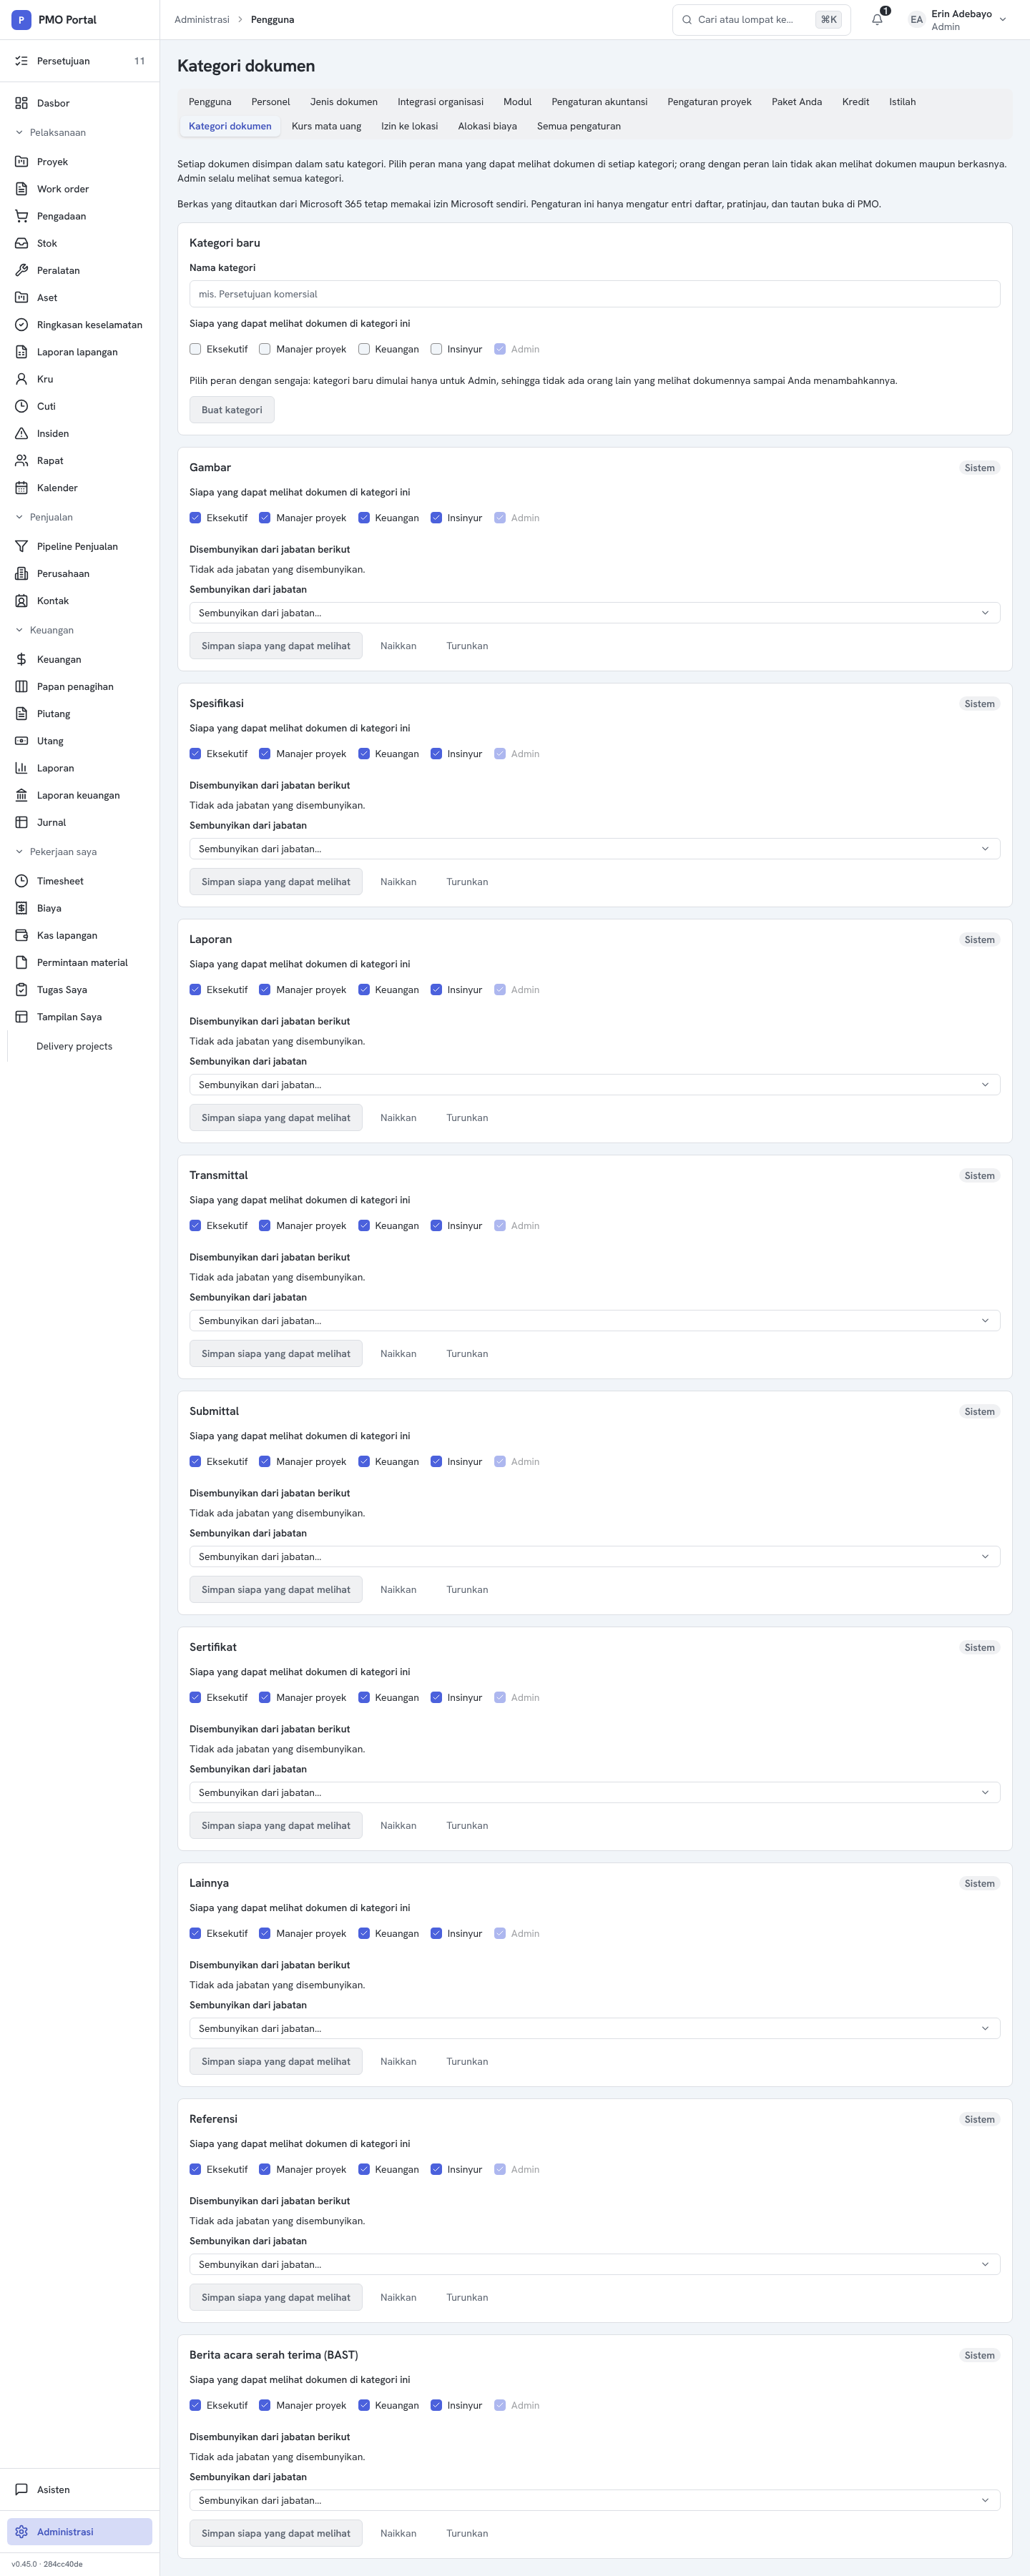 P PMO Portal
Administrasi > Pengguna
Cari atau lompat ke... ⌘K
1
EA Erin Adebayo
Admin
Persetujuan 11
Dasbor
Pelaksanaan
Proyek
Work order
Pengadaan
Stok
Peralatan
Aset
Ringkasan keselamatan
Laporan lapangan
Kru
Cuti
Insiden
Rapat
Kalender
Penjualan
Pipeline Penjualan
Perusahaan
Kontak
Keuangan
Keuangan
Papan penagihan
Piutang
Utang
Laporan
Laporan keuangan
Jurnal
Pekerjaan saya
Timesheet
Biaya
Kas lapangan
Permintaan material
Tugas Saya
Tampilan Saya
Delivery projects
Asisten
Administrasi
v0.45.0 · 284cc40de
Kategori dokumen
Pengguna Personel Jenis dokumen Integrasi organisasi Modul Pengaturan akuntansi Pengaturan proyek Paket Anda Kredit Istilah
Kategori dokumen Kurs mata uang Izin ke lokasi Alokasi biaya Semua pengaturan
Setiap dokumen disimpan dalam satu kategori. Pilih peran mana yang dapat melihat dokumen di setiap kategori; orang dengan peran lain tidak akan melihat dokumen maupun berkasnya.
Admin selalu melihat semua kategori.
Berkas yang ditautkan dari Microsoft 365 tetap memakai izin Microsoft sendiri. Pengaturan ini hanya mengatur entri daftar, pratinjau, dan tautan buka di PMO.
Kategori baru
Nama kategori
mis. Persetujuan komersial
Siapa yang dapat melihat dokumen di kategori ini
Eksekutif Manajer proyek Keuangan Insinyur Admin
Pilih peran dengan sengaja: kategori baru dimulai hanya untuk Admin, sehingga tidak ada orang lain yang melihat dokumennya sampai Anda menambahkannya.
Buat kategori
Gambar Sistem
Siapa yang dapat melihat dokumen di kategori ini
Eksekutif Manajer proyek Keuangan Insinyur Admin
Disembunyikan dari jabatan berikut
Tidak ada jabatan yang disembunyikan.
Sembunyikan dari jabatan
Sembunyikan dari jabatan...
Simpan siapa yang dapat melihat Naikkan Turunkan
Spesifikasi Sistem
Siapa yang dapat melihat dokumen di kategori ini
Eksekutif Manajer proyek Keuangan Insinyur Admin
Disembunyikan dari jabatan berikut
Tidak ada jabatan yang disembunyikan.
Sembunyikan dari jabatan
Sembunyikan dari jabatan...
Simpan siapa yang dapat melihat Naikkan Turunkan
Laporan Sistem
Siapa yang dapat melihat dokumen di kategori ini
Eksekutif Manajer proyek Keuangan Insinyur Admin
Disembunyikan dari jabatan berikut
Tidak ada jabatan yang disembunyikan.
Sembunyikan dari jabatan
Sembunyikan dari jabatan...
Simpan siapa yang dapat melihat Naikkan Turunkan
Transmittal Sistem
Siapa yang dapat melihat dokumen di kategori ini
Eksekutif Manajer proyek Keuangan Insinyur Admin
Disembunyikan dari jabatan berikut
Tidak ada jabatan yang disembunyikan.
Sembunyikan dari jabatan
Sembunyikan dari jabatan...
Simpan siapa yang dapat melihat Naikkan Turunkan
Submittal Sistem
Siapa yang dapat melihat dokumen di kategori ini
Eksekutif Manajer proyek Keuangan Insinyur Admin
Disembunyikan dari jabatan berikut
Tidak ada jabatan yang disembunyikan.
Sembunyikan dari jabatan
Sembunyikan dari jabatan...
Simpan siapa yang dapat melihat Naikkan Turunkan
Sertifikat Sistem
Siapa yang dapat melihat dokumen di kategori ini
Eksekutif Manajer proyek Keuangan Insinyur Admin
Disembunyikan dari jabatan berikut
Tidak ada jabatan yang disembunyikan.
Sembunyikan dari jabatan
Sembunyikan dari jabatan...
Simpan siapa yang dapat melihat Naikkan Turunkan
Lainnya Sistem
Siapa yang dapat melihat dokumen di kategori ini
Eksekutif Manajer proyek Keuangan Insinyur Admin
Disembunyikan dari jabatan berikut
Tidak ada jabatan yang disembunyikan.
Sembunyikan dari jabatan
Sembunyikan dari jabatan...
Simpan siapa yang dapat melihat Naikkan Turunkan
Referensi Sistem
Siapa yang dapat melihat dokumen di kategori ini
Eksekutif Manajer proyek Keuangan Insinyur Admin
Disembunyikan dari jabatan berikut
Tidak ada jabatan yang disembunyikan.
Sembunyikan dari jabatan
Sembunyikan dari jabatan...
Simpan siapa yang dapat melihat Naikkan Turunkan
Berita acara serah terima (BAST) Sistem
Siapa yang dapat melihat dokumen di kategori ini
Eksekutif Manajer proyek Keuangan Insinyur Admin
Disembunyikan dari jabatan berikut
Tidak ada jabatan yang disembunyikan.
Sembunyikan dari jabatan
Sembunyikan dari jabatan...
Simpan siapa yang dapat melihat Naikkan Turunkan